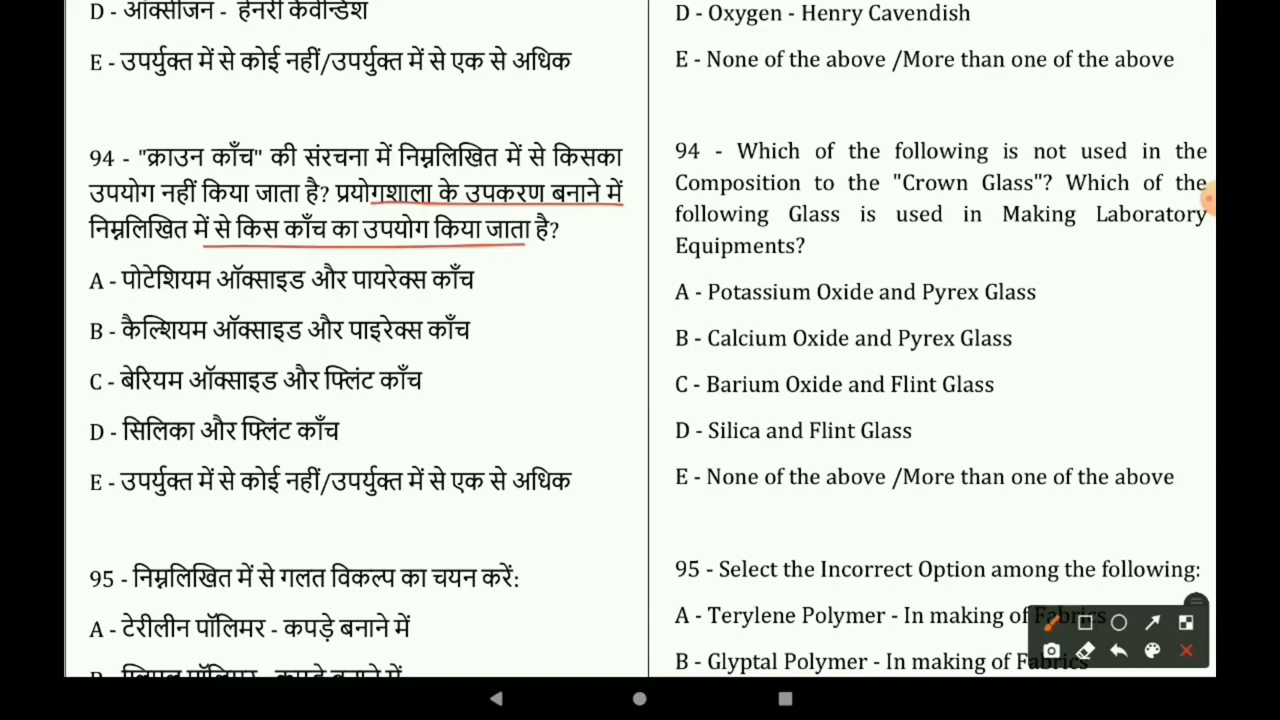 D - ऑक्सीजन - हेनरी केवीन्डिश
E - उपर्युक्त में से कोई नहीं/उपर्युक्त में से एक से अधिक
94 - "क्राउन काँच" की संरचना में निम्नलिखित में से किसका
उपयोग नहीं किया जाता है? प्रयोगशाला के उपकरण बनाने में
निम्नलिखित में से किस काँच का उपयोग किया जाता है?
A - पोटेशियम ऑक्साइड और पायरेक्स काँच
B - कैल्शियम ऑक्साइड और पाइरेक्स काँच
C - बेरियम ऑक्साइड और फ्लिंट काँच
D - सिलिका और फ्लिंट काँच
E - उपर्युक्त में से कोई नहीं/उपर्युक्त में से एक से अधिक
95 - निम्नलिखित में से गलत विकल्प का चयन करें:
A - टेरीलीन पॉलिमर - कपड़े बनाने में
D - Oxygen - Henry Cavendish
E - None of the above /More than one of the above
94 - Which of the following is not used in the
Composition to the "Crown Glass"? Which of the
following Glass is used in Making Laboratory
Equipments?
A - Potassium Oxide and Pyrex Glass
B - Calcium Oxide and Pyrex Glass
C - Barium Oxide and Flint Glass
D - Silica and Flint Glass
E - None of the above /More than one of the above
95 - Select the Incorrect Option among the following:
A - Terylene Polymer - In making of Fabrics
B - Glyptal Polymer - In making of Fabrics